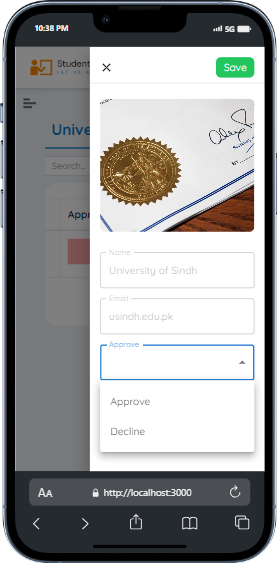 10:38 PM
5G
Student
Save
Unive
Search...
Appr
Name
University of Sindh
Email
usindh.edu.pk
Approve
Approve
Decline
AA
http://localhost:3000